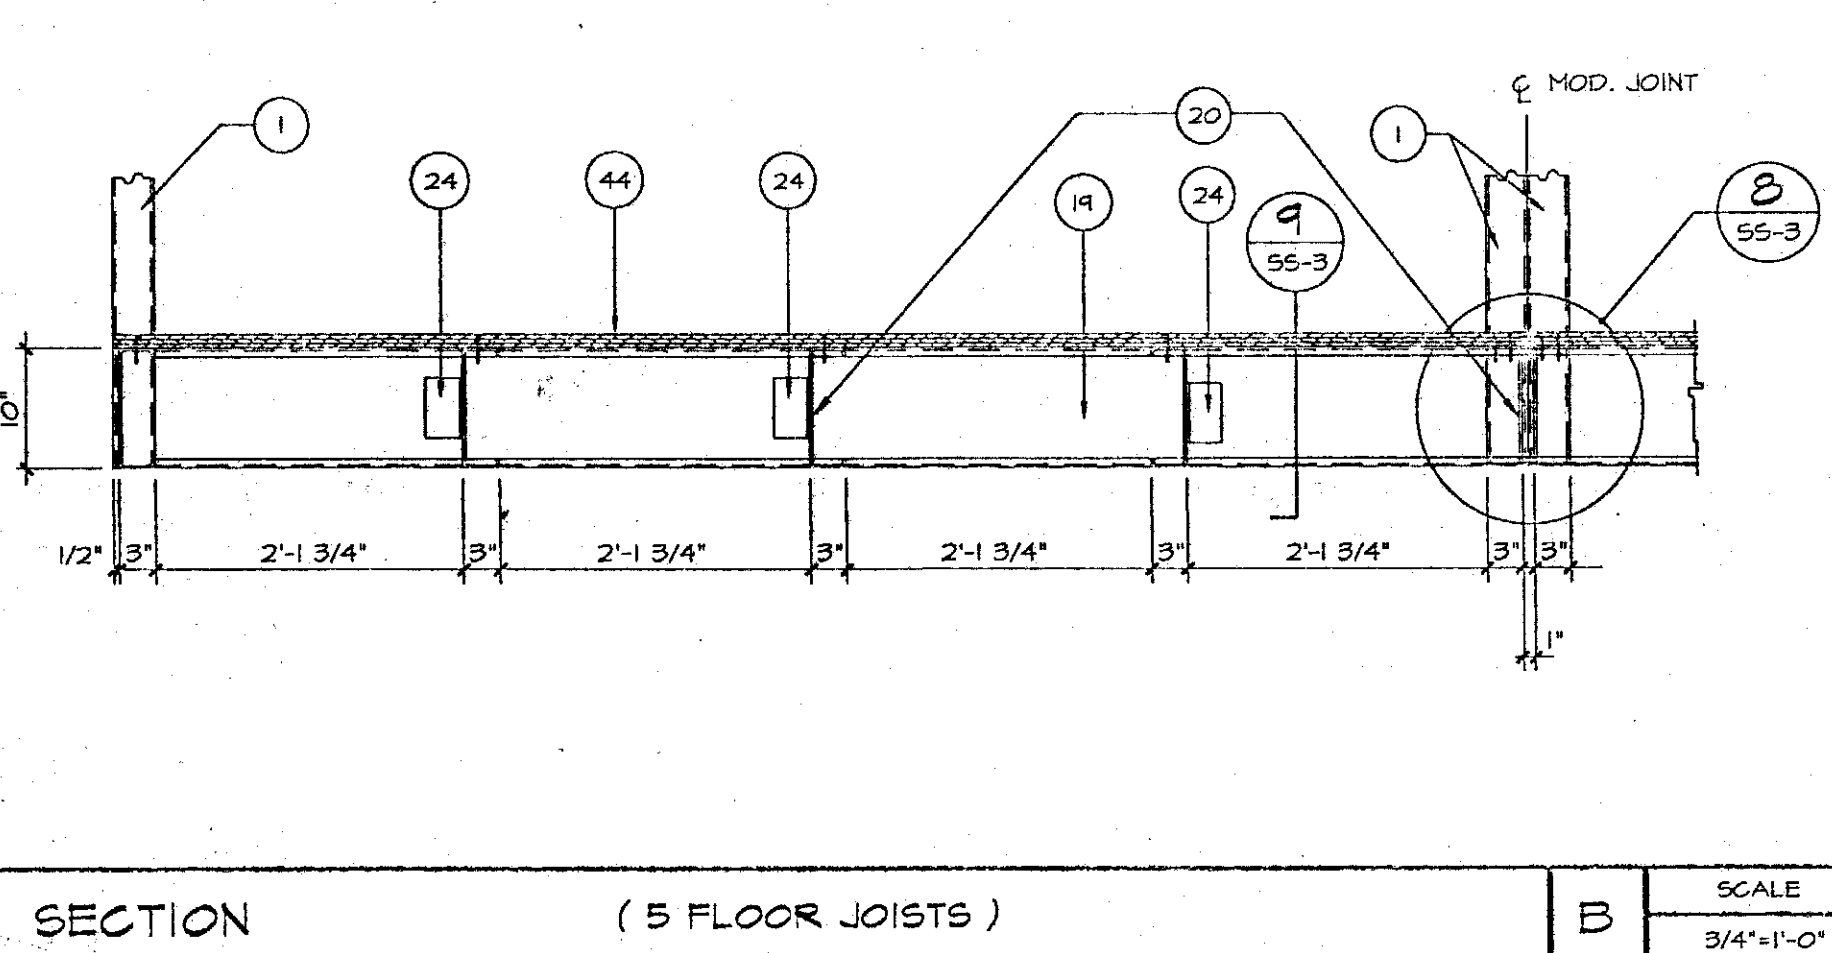 ℄ MOD. JOINT
1
20
1
24
44
24
19
24
9
SS-3
8
SS-3
10"
1/2" 3" 2'-1 3/4" 3" 2'-1 3/4" 3" 2'-1 3/4" 3" 2'-1 3/4" 3" 3"
1"
SECTION ( 5 FLOOR JOISTS ) B
SCALE
3/4"=1'-0"